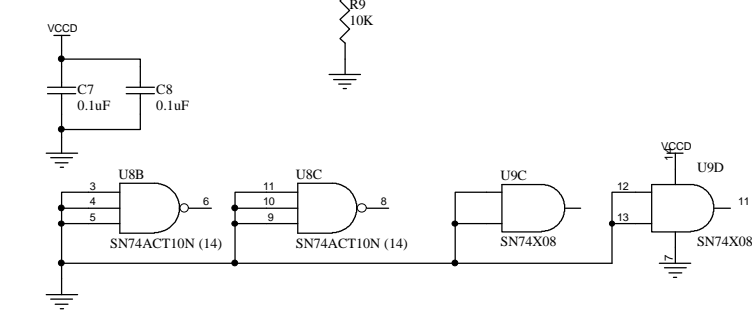 R9
10K
VCCD
C7
0.1uF
C8
0.1uF
VCCD
U8B
3
4
5
6
SN74ACT10N (14)
U8C
11
10
9
8
SN74ACT10N (14)
U9C
SN74X08
U9D
12
13
11
7
SN74X08